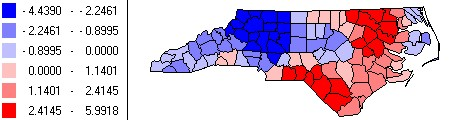 -4.4390 - -2.2461
-2.2461 - -0.8995
-0.8995 - 0.0000
0.0000 - 1.1401
1.1401 - 2.4145
2.4145 - 5.9918